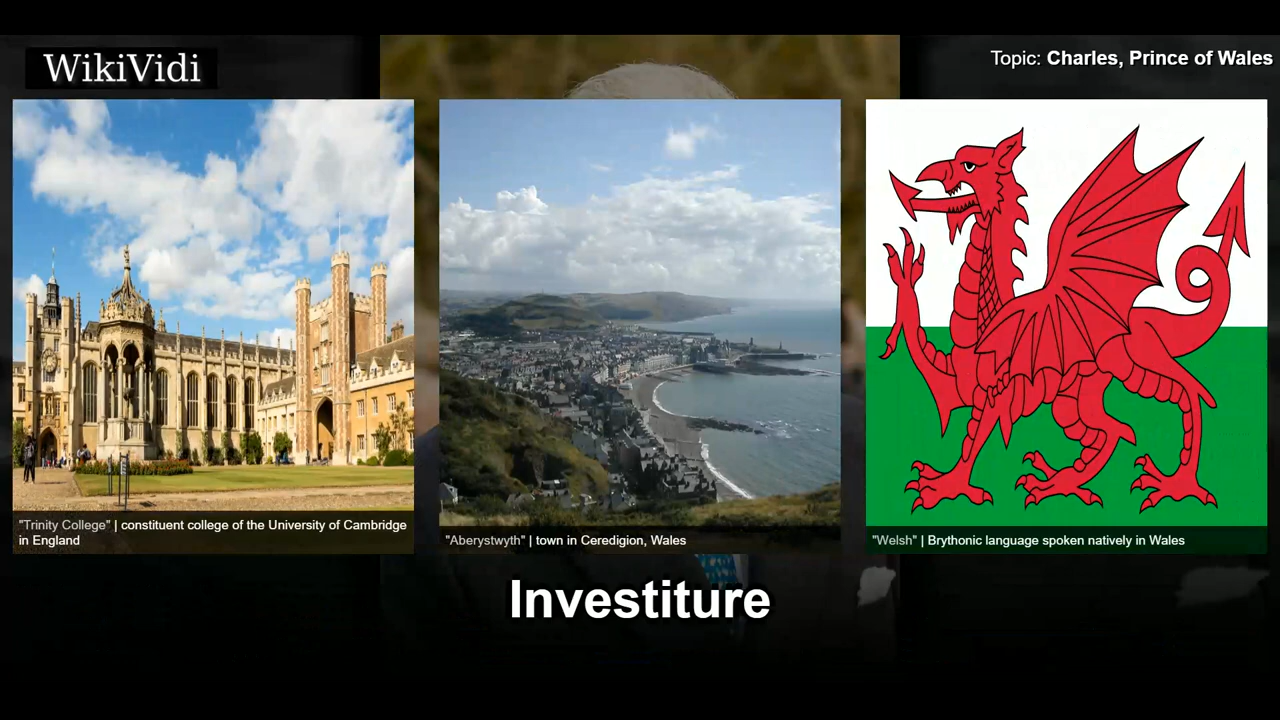 WikiVidi
Topic: Charles, Prince of Wales
"Trinity College" | constituent college of the University of Cambridge
in England
"Aberystwyth" | town in Ceredigion, Wales
"Welsh" | Brythonic language spoken natively in Wales
Investiture